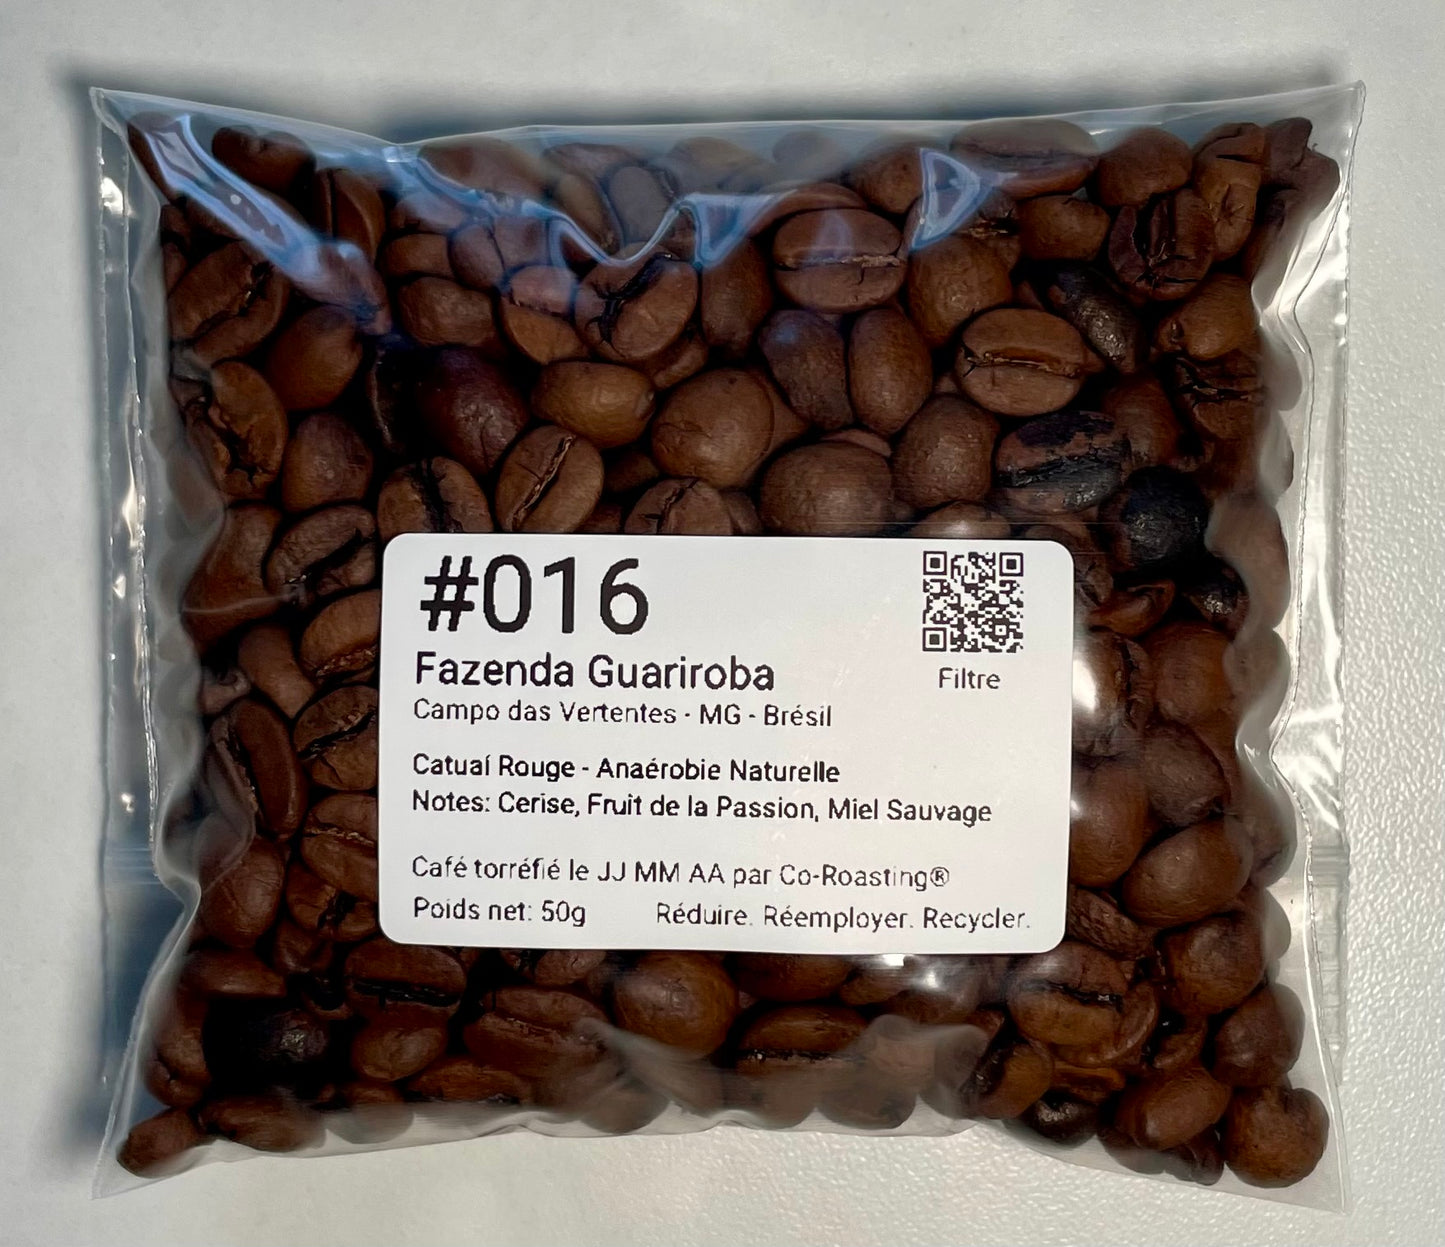 #016
Filtre
Fazenda Guariroba
Campo das Vertentes - MG - Brésil
Catuaí Rouge - Anaérobie Naturelle
Notes: Cerise, Fruit de la Passion, Miel Sauvage
Café torréfié le JJ MM AA par Co-Roasting®
Poids net: 50g Réduire. Réemployer. Recycler.